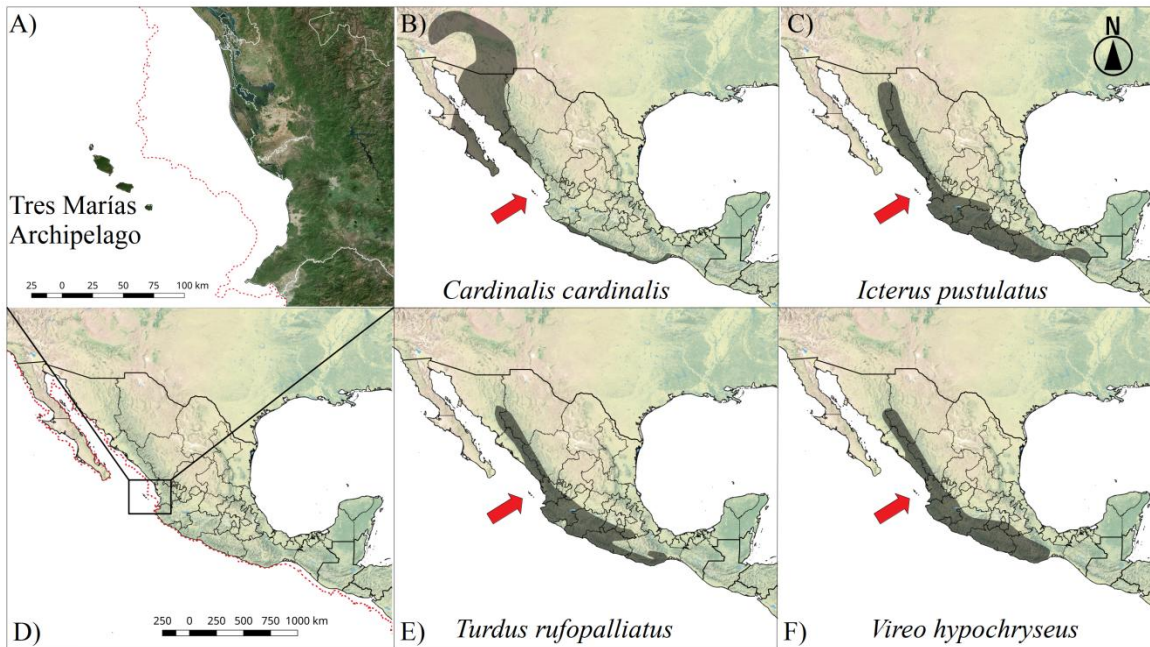 A)
Tres Marías
Archipelago
25 0 25 50 75 100 km
B)
Cardinalis cardinalis
C)
N
Icterus pustulatus
D)
250 0 250 500 750 1000 km
E)
Turdus rufopalliatus
F)
Vireo hypochryseus